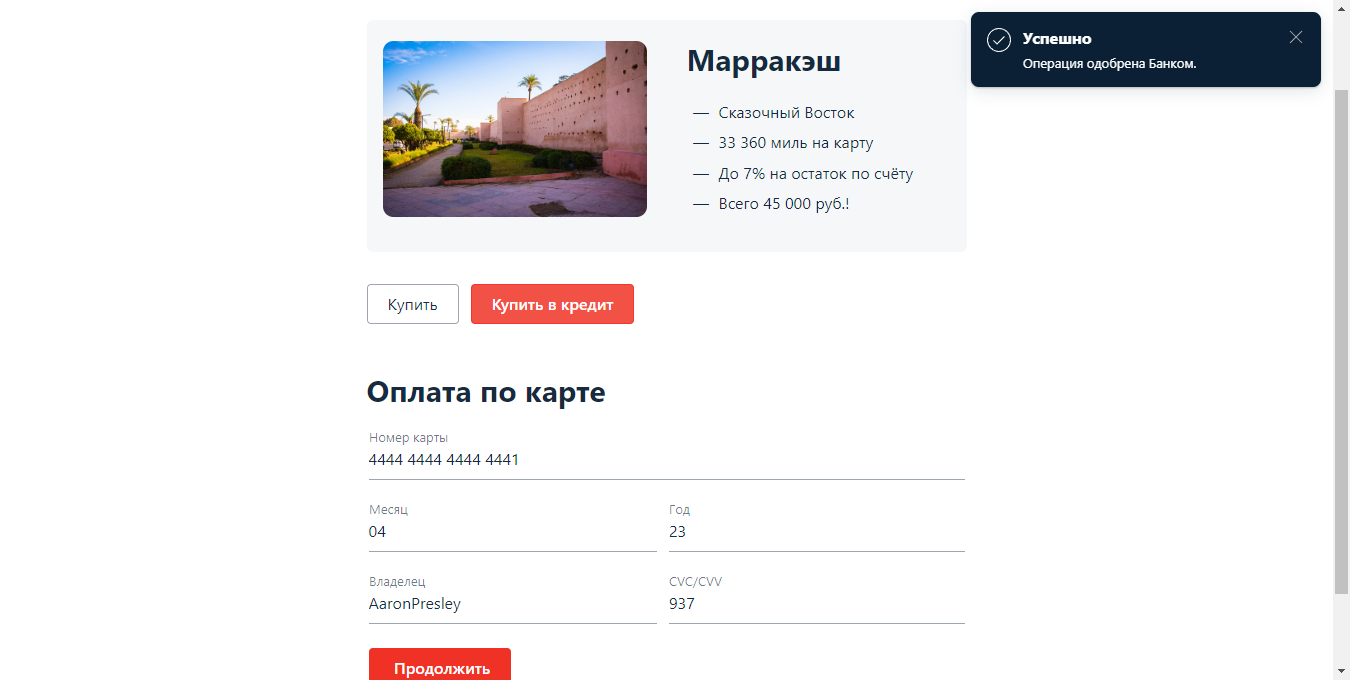 Успешно
Операция одобрена Банком.
Марракэш
— Сказочный Восток
— 33 360 миль на карту
— До 7% на остаток по счёту
— Всего 45 000 руб.!
Купить
Купить в кредит
Оплата по карте
Номер карты
4444 4444 4444 4441
Месяц
Год
04
23
Владелец
CVC/CVV
AaronPresley
937
Продолжить